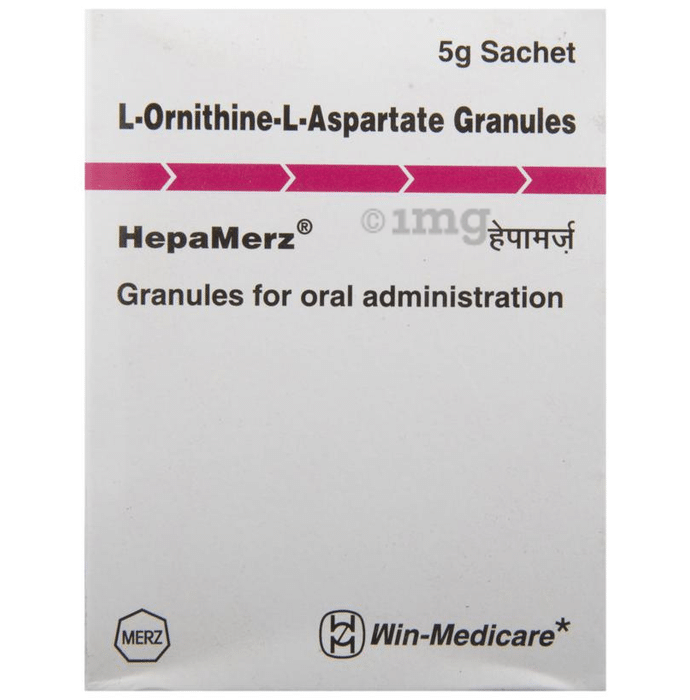 5g Sachet
L-Ornithine-L-Aspartate Granules
©1mg
HepaMerz® हेपामर्ज़
Granules for oral administration
MERZ
Win-Medicare*